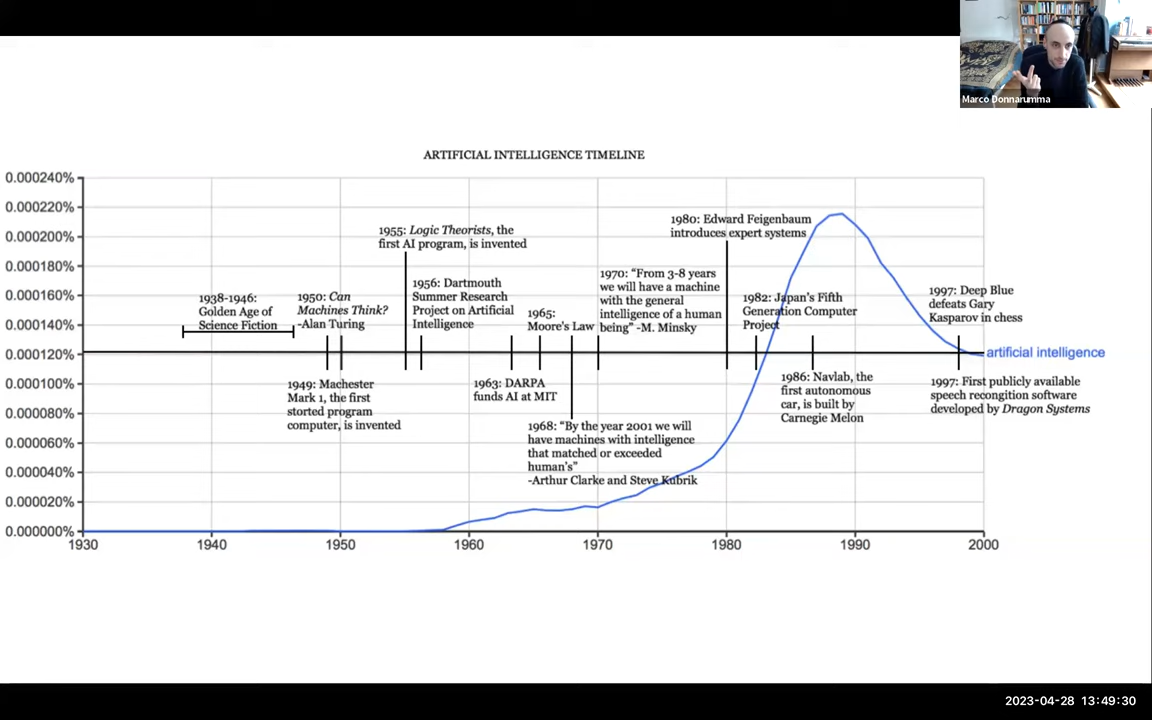 Marco Donnarumma
ARTIFICIAL INTELLIGENCE TIMELINE
0.000240%
0.000220%
0.000200%
0.000180%
0.000160%
0.000140%
0.000120%
0.000100%
0.000080%
0.000060%
0.000040%
0.000020%
0.000000%
1938-1946:
Golden Age of
Science Fiction
1950: Can
Machines Think?
-Alan Turing
1949: Machester
Mark 1, the first
storted program
computer, is invented
1955: Logic Theorists, the
first AI program, is invented
1956: Dartmouth
Summer Research
Project on Artificial
Intelligence
1963: DARPA
funds AI at MIT
1965:
Moore's Law
1968: “By the year 2001 we will
have machines with intelligence
that matched or exceeded
human's”
-Arthur Clarke and Steve Kubrik
1970: “From 3-8 years
we will have a machine
with the general
intelligence of a human
being” -M. Minsky
1980: Edward Feigenbaum
introduces expert systems
1982: Japan's Fifth
Generation Computer
Project
1986: Navlab, the
first autonomous
car, is built by
Carnegie Melon
1997: Deep Blue
defeats Gary
Kasparov in chess
artificial intelligence
1997: First publicly available
speech recongition software
developed by Dragon Systems
1930 1940 1950 1960 1970 1980 1990 2000
2023-04-28 13:49:30